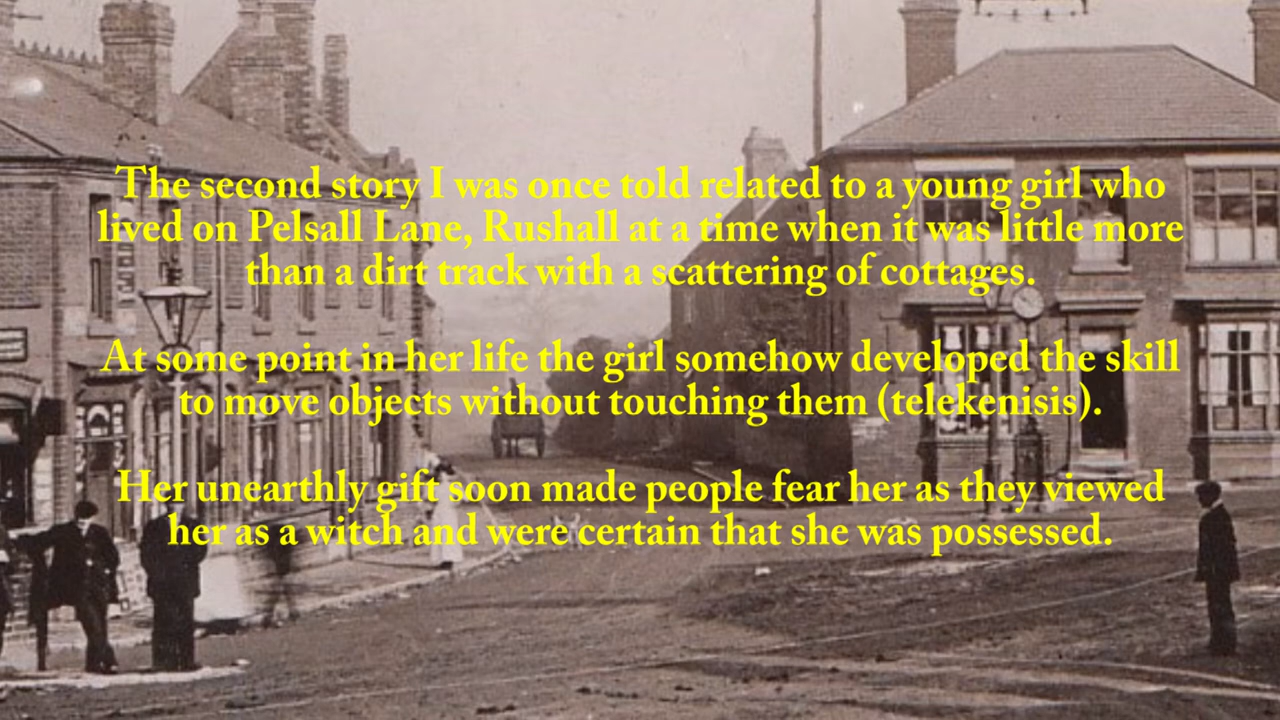 The second story I was once told related to a young girl who
lived on Pelsall Lane, Rushall at a time when it was little more
than a dirt track with a scattering of cottages.
At some point in her life the girl somehow developed the skill
to move objects without touching them (telekenisis).
Her unearthly gift soon made people fear her as they viewed
her as a witch and were certain that she was possessed.